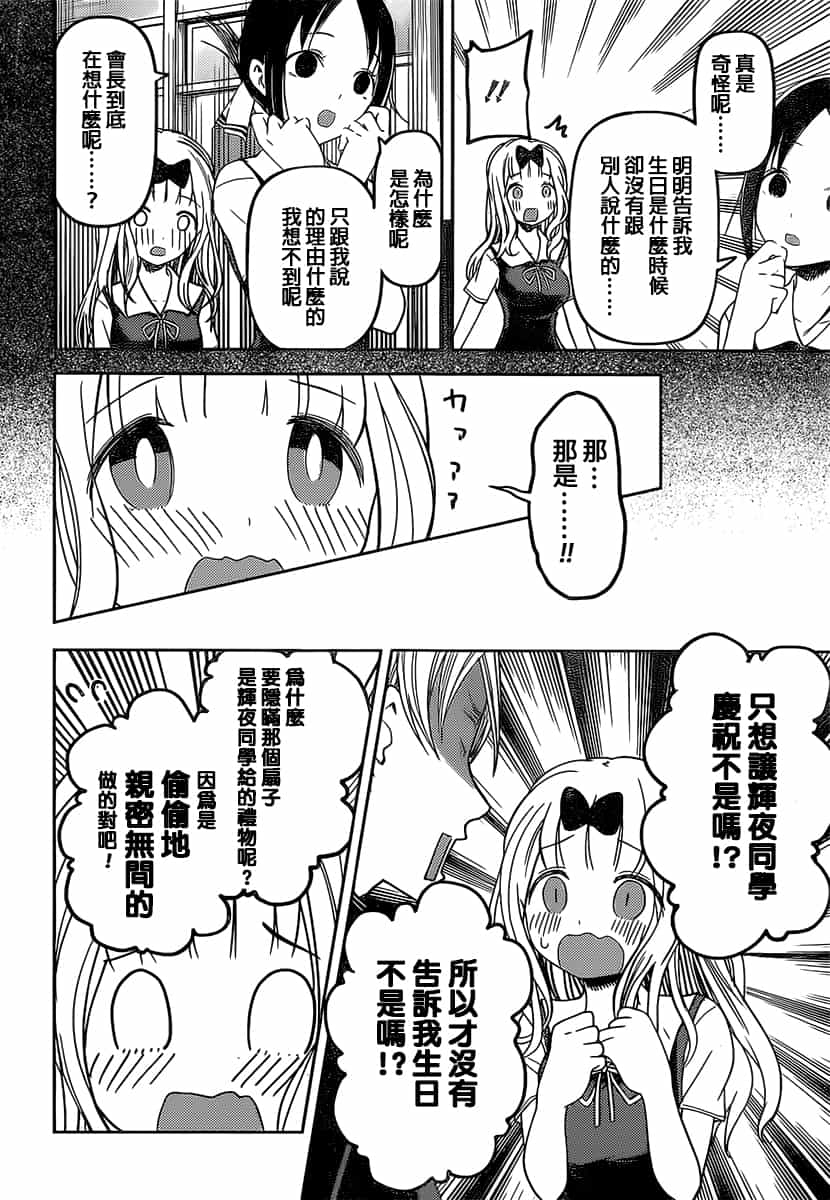 真是
奇怪呢……
明明告訴我
生日是什麼時候
卻沒有跟
別人說什麼的……
!!
為什麼
是怎樣呢
只跟我說
的理由什麼的
我想不到呢
會長到底
在想什麼呢……？
那…
那是……!!
カァァァ
只想讓輝夜同學
慶祝不是嗎!?
所以才沒有
告訴我生日
不是嗎!?
為什麼
要隱瞞那個扇子
是輝夜同學給的禮物呢？
因為是
偷偷地
親密無間的
做的對吧！